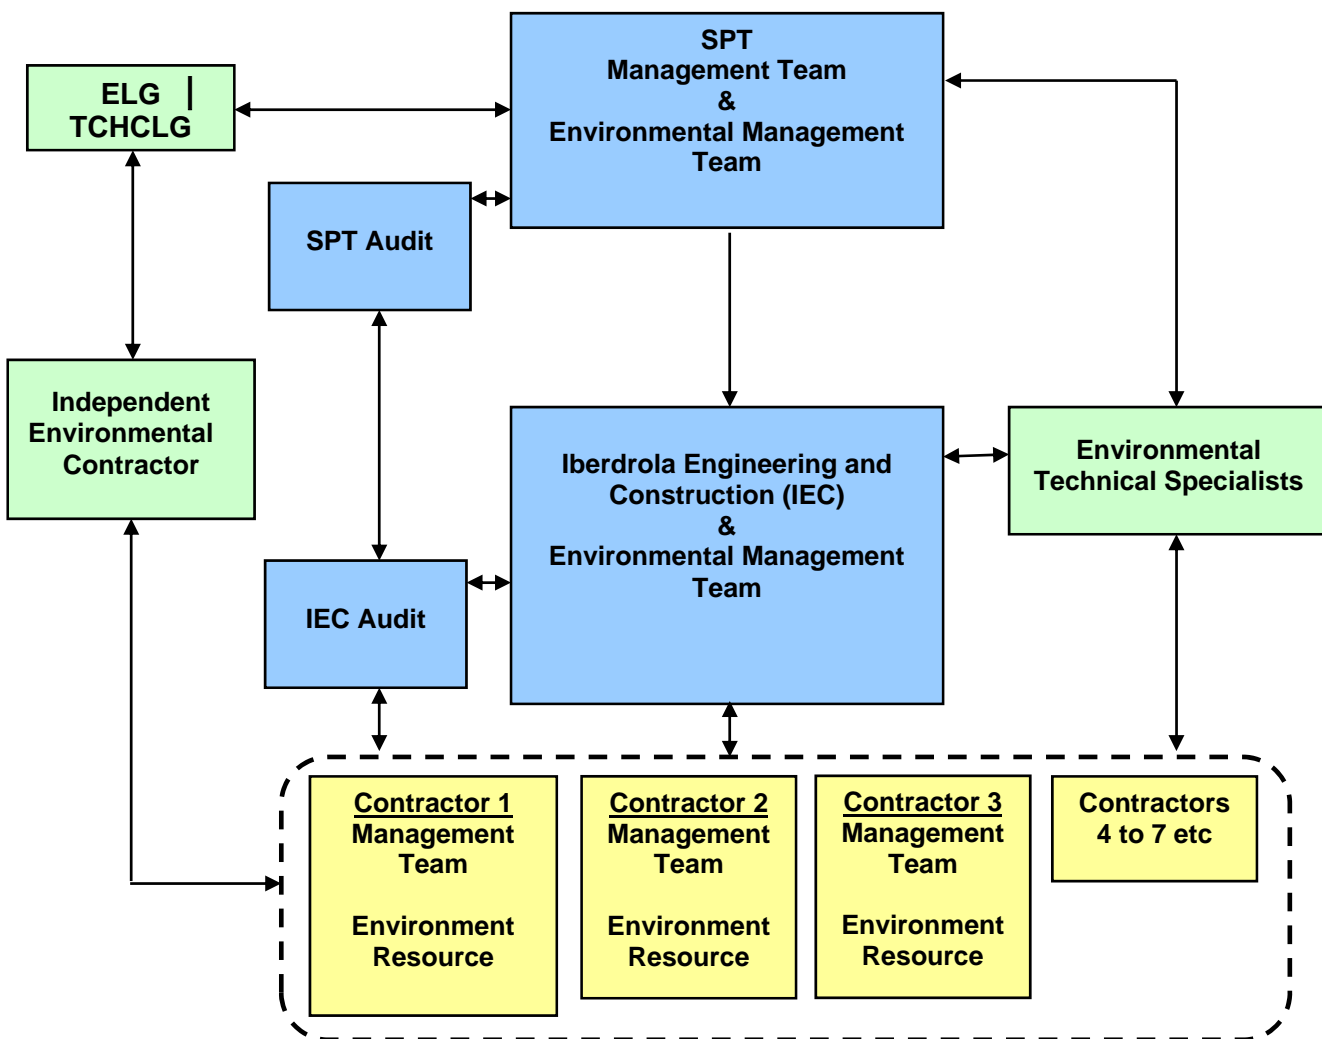 SPT
Management Team
&
Environmental Management
Team
ELG |
TCHCLG
SPT Audit
Independent
Environmental
Contractor
Iberdrola Engineering and
Construction (IEC)
&
Environmental Management
Team
Environmental
Technical Specialists
IEC Audit
Contractor 1
Management
Team
Environment
Resource
Contractor 2
Management
Team
Environment
Resource
Contractor 3
Management
Team
Environment
Resource
Contractors
4 to 7 etc